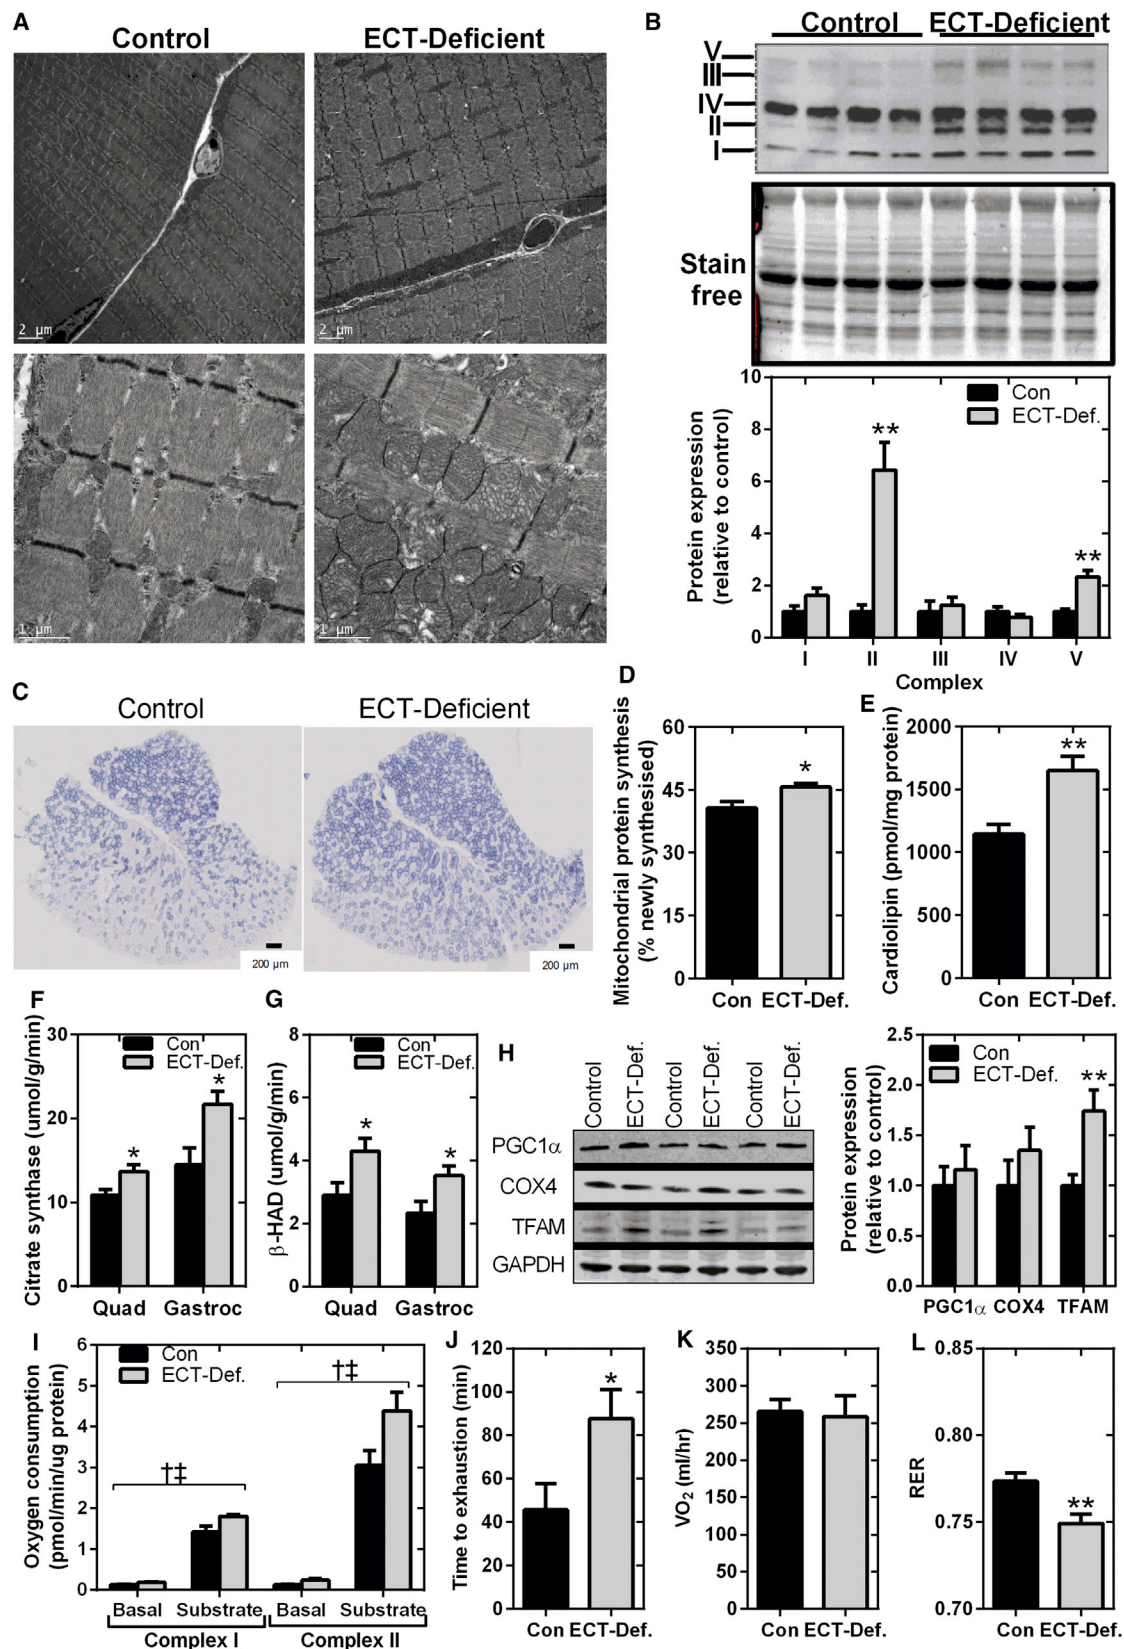 A
Control
ECT-Deficient
2 µm
2 µm
1 µm
1 µm
B
Control
ECT-Deficient
V
III
IV
II
I
Stain
free
Protein expression
(relative to control)
10
8
6
4
2
0
Con
ECT-Def.
**
**
I
II
III
IV
V
Complex
C
Control
ECT-Deficient
200 µm
200 µm
D
Mitochondrial protein synthesis
(% newly synthesised)
60
45
30
15
0
*
Con
ECT-Def.
E
Cardiolipin (pmol/mg protein)
2000
1500
1000
500
0
**
Con
ECT-Def.
F
Citrate synthase (umol/g/min)
30
20
10
0
Con
ECT-Def.
*
*
Quad
Gastroc
G
β-HAD (umol/g/min)
8
6
4
2
0
Con
ECT-Def.
*
*
Quad
Gastroc
H
Control
ECT-Def.
Control
ECT-Def.
Control
ECT-Def.
PGC1α
COX4
TFAM
GAPDH
Protein expression
(relative to control)
2.5
2.0
1.5
1.0
0.5
0.0
Con
ECT-Def.
**
PGC1α
COX4
TFAM
I
Oxygen consumption
(pmol/min/ug protein)
6
5
4
3
2
1
0
Con
ECT-Def.
†‡
†‡
Basal
Substrate
Basal
Substrate
Complex I
Complex II
J
Time to exhaustion (min)
120
100
80
60
40
20
0
*
Con
ECT-Def.
K
VO2 (ml/hr)
350
300
250
200
150
100
50
0
Con
ECT-Def.
L
RER
0.85
0.80
0.75
0.70
**
Con
ECT-Def.